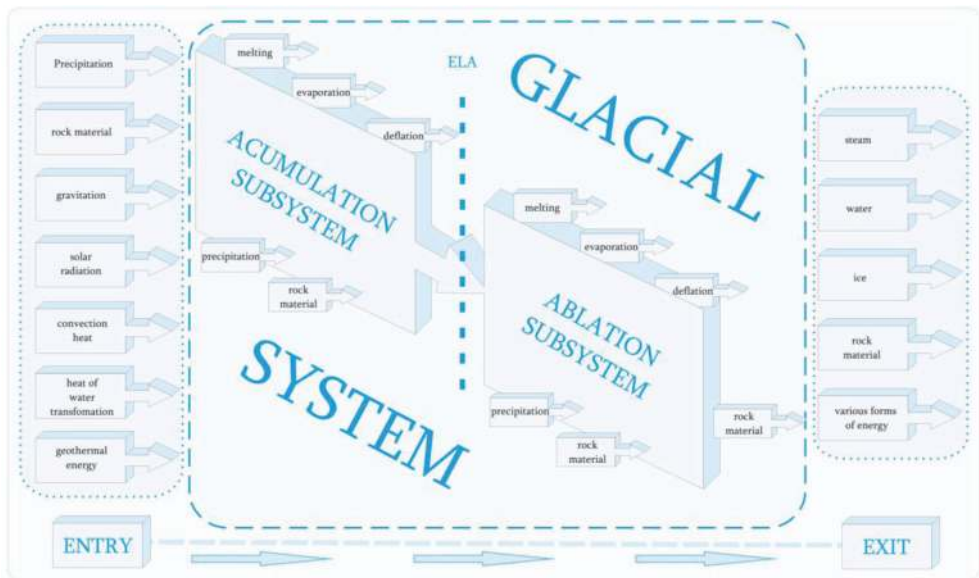 Precipitation
rock material
gravitation
solar
radiation
convection
heat
heat of
water
transfomation
geothermal
energy
ENTRY
melting
evaporation
deflation
ACUMULATION
SUBSYSTEM
precipitation
rock
material
ELA
GLACIAL
SYSTEM
melting
evaporation
deflation
ABLATION
SUBSYSTEM
precipitation
rock
material
rock
material
steam
water
ice
rock
material
various forms
of energy
EXIT